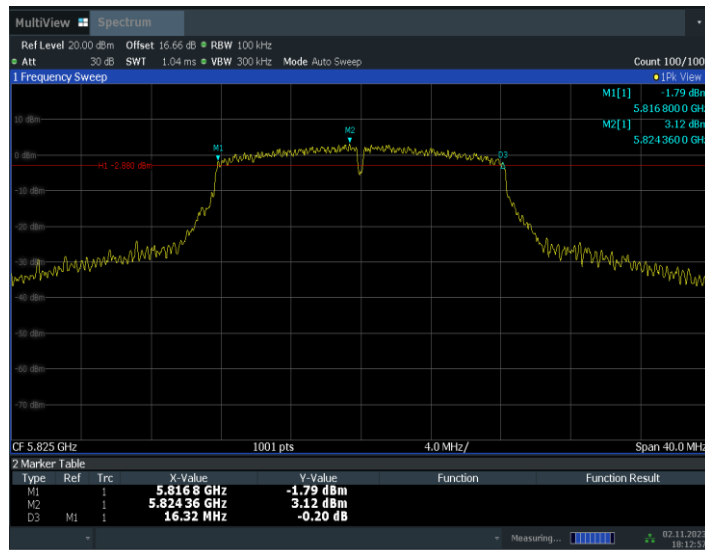 MultiView Spectrum
Ref Level 20.00 dBm Offset 16.66 dB RBW 100 kHz
Att 30 dB SWT 1.04 ms VBW 300 kHz Mode Auto Sweep Count 100/100
1 Frequency Sweep 1Pk View
M1[1] -1.79 dBm
5.816 800 0 GHz
M2[1] 3.12 dBm
5.824 360 0 GHz
10 dBm
M2
M1
0 dBm
D3
H1 -2.880 dBm
-10 dBm
-20 dBm
-30 dBm
-40 dBm
-50 dBm
-60 dBm
-70 dBm
CF 5.825 GHz 1001 pts 4.0 MHz/ Span 40.0 MHz
2 Marker Table
Type Ref Trc X-Value Y-Value Function Function Result
M1 1 5.816 8 GHz -1.79 dBm
M2 1 5.824 36 GHz 3.12 dBm
D3 M1 1 16.32 MHz -0.20 dB
Measuring... 02.11.2023
18:12:57